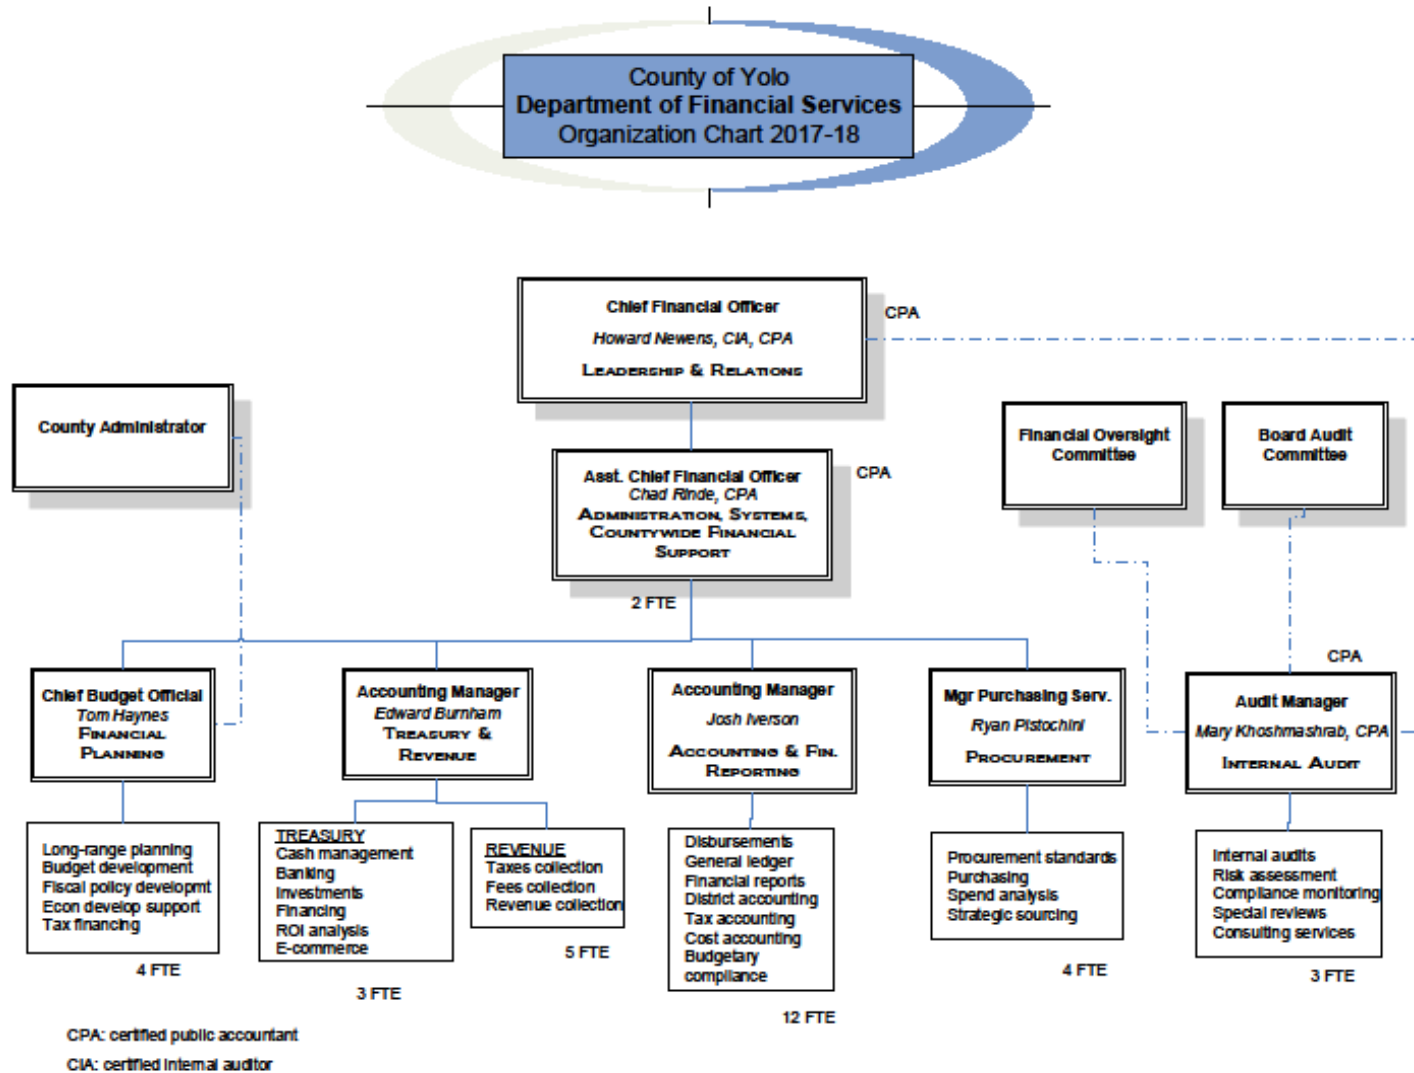 County of Yolo
Department of Financial Services
Organization Chart 2017-18
Chief Financial Officer
Howard Newens, CIA, CPA
LEADERSHIP & RELATIONS
CPA
County Administrator
Asst. Chief Financial Officer
Chad Rinde, CPA
ADMINISTRATION, SYSTEMS,
COUNTYWIDE FINANCIAL
SUPPORT
CPA
2 FTE
Financial Oversight
Committee
Board Audit
Committee
Chief Budget Official
Tom Haynes
FINANCIAL
PLANNING
Accounting Manager
Edward Burnham
TREASURY &
REVENUE
Accounting Manager
Josh Iverson
ACCOUNTING & FIN.
REPORTING
Mgr Purchasing Serv.
Ryan Pistochini
PROCUREMENT
CPA
Audit Manager
Mary Khoshmashrab, CPA
INTERNAL AUDIT
Long-range planning
Budget development
Fiscal policy developmt
Econ develop support
Tax financing
4 FTE
TREASURY
Cash management
Banking
Investments
Financing
ROI analysis
E-commerce
3 FTE
REVENUE
Taxes collection
Fees collection
Revenue collection
5 FTE
Disbursements
General ledger
Financial reports
District accounting
Tax accounting
Cost accounting
Budgetary
compliance
12 FTE
Procurement standards
Purchasing
Spend analysis
Strategic sourcing
4 FTE
Internal audits
Risk assessment
Compliance monitoring
Special reviews
Consulting services
3 FTE
CPA: certified public accountant
CIA: certified internal auditor